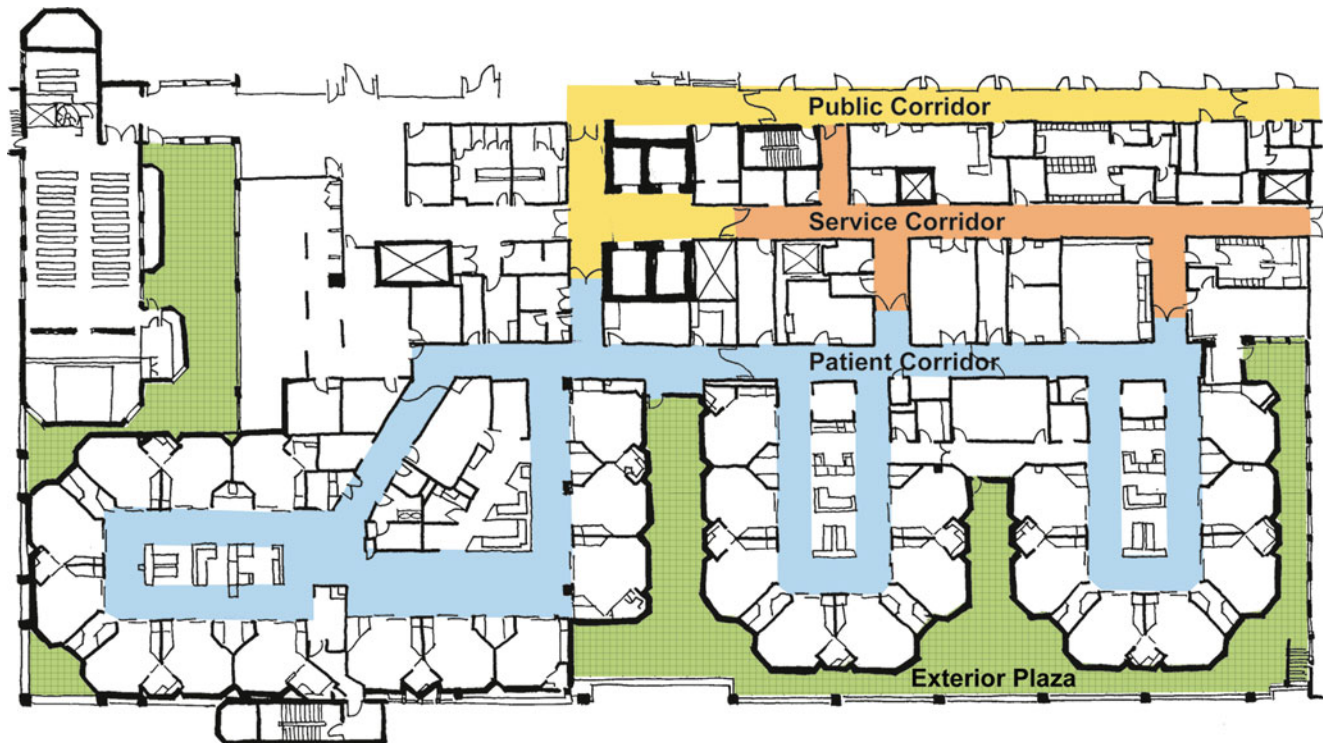 Public Corridor
Service Corridor
Patient Corridor
Exterior Plaza